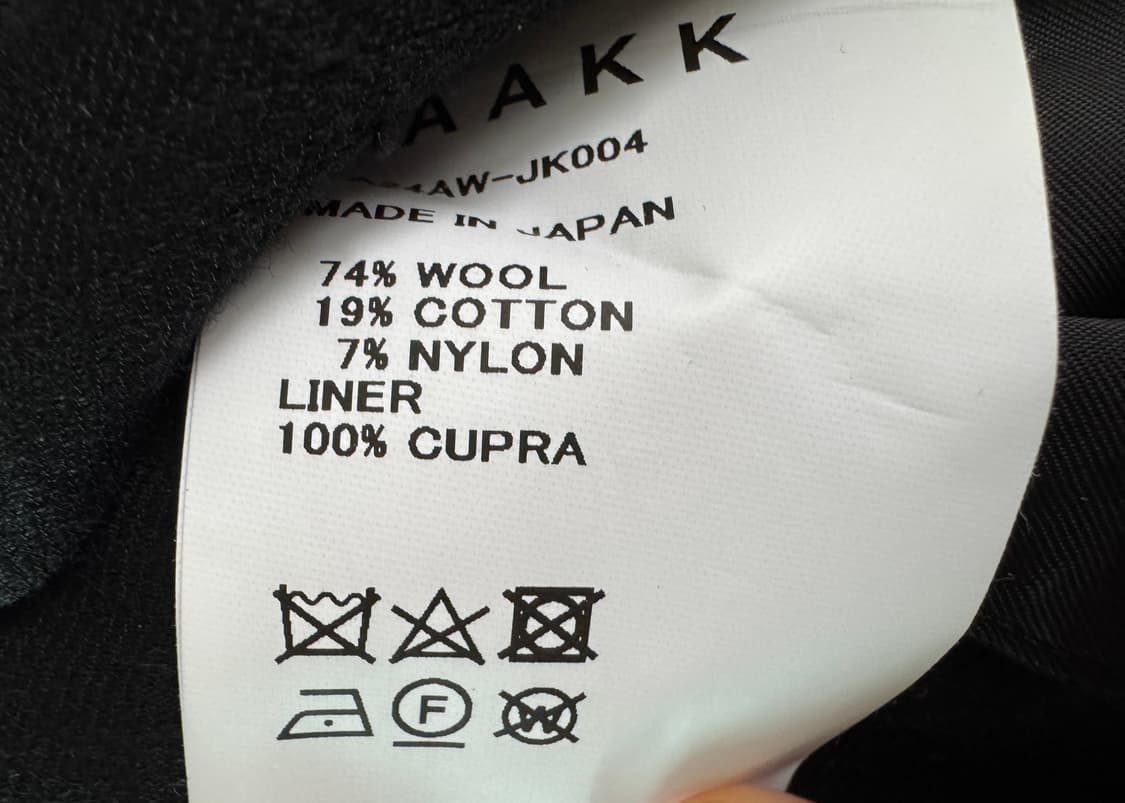 AAKK
AW-JK004
MADE IN JAPAN
74% WOOL
19% COTTON
7% NYLON
LINER
100% CUPRA
F
W